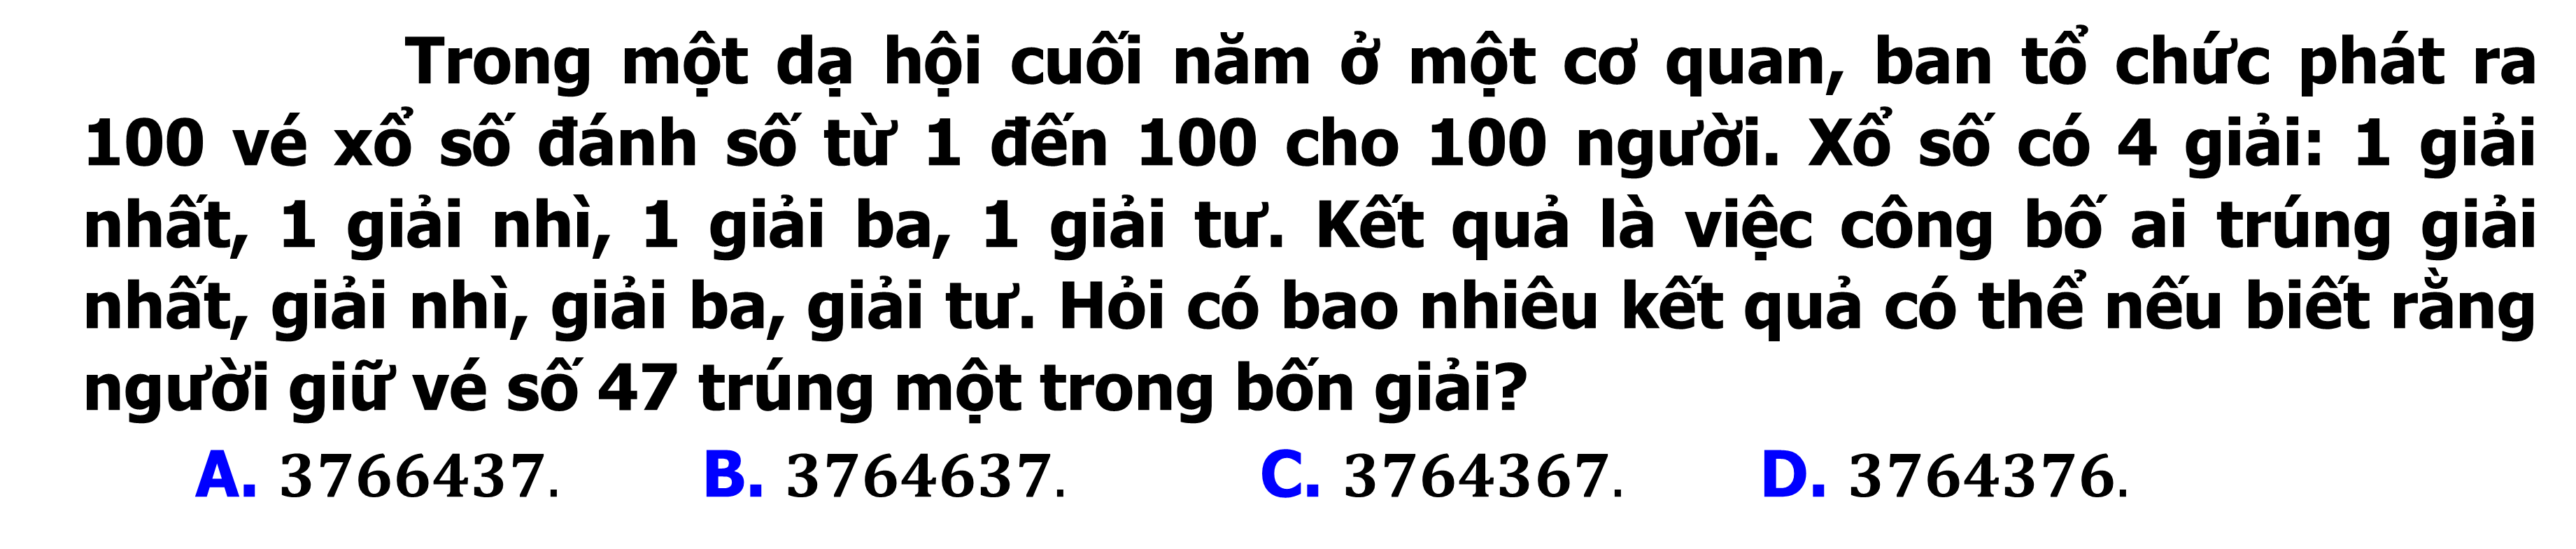 Trong một dạ hội cuối năm ở một cơ quan, ban tổ chức phát ra
100 vé xổ số đánh số từ 1 đến 100 cho 100 người. Xổ số có 4 giải: 1 giải
nhất, 1 giải nhì, 1 giải ba, 1 giải tư. Kết quả là việc công bố ai trúng giải
nhất, giải nhì, giải ba, giải tư. Hỏi có bao nhiêu kết quả có thể nếu biết rằng
người giữ vé số 47 trúng một trong bốn giải?
A. 3766437. B. 3764637. C. 3764367. D. 3764376.